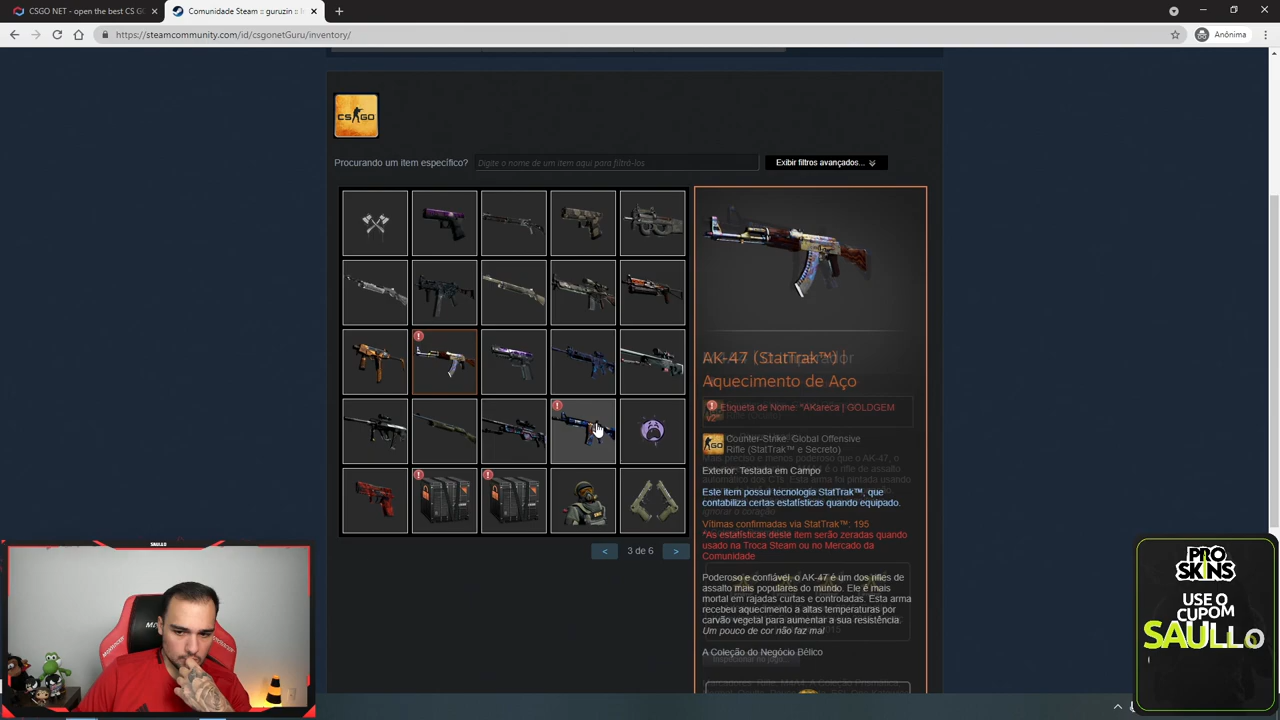 CSGO NET - open the best CS G
Comunidade Steam :: guruzin :: In
https://steamcommunity.com/id/csgonetGuru/inventory/
Anônima
CS GO
Procurando um item específico?
Digite o nome de um item aqui para filtrá-los
Exibir filtros avançados...
AK-47 (StatTrak™) |
Aquecimento de Aço
Etiqueta de Nome: "AKareca | GOLDGEM
Counter-Strike: Global Offensive
Rifle (StatTrak™ e Secreto)
Exterior: Testada em Campo
Este item possui tecnologia StatTrak™, que
contabiliza certas estatísticas quando equipado.
Vítimas confirmadas via StatTrak™: 195
*As estatísticas deste item serão zeradas quando
usado na Troca Steam ou no Mercado da
Comunidade
Poderoso e confiável, o AK-47 é um dos rifles de
assalto mais populares do mundo. Ele é mais
mortal em rajadas curtas e controladas. Esta arma
recebeu aquecimento a altas temperaturas por
carvão vegetal para aumentar a sua resistência.
Um pouco de cor não faz mal
A Coleção do Negócio Bélico
< 3 de 6 >
SAULLO
PRO
SKINS
USE O
CUPOM
SAULLO